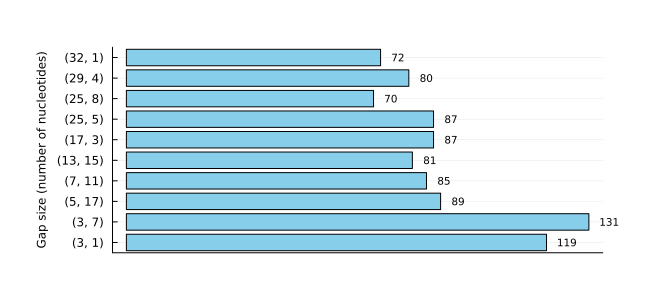 Gap size (number of nucleotides)
(32, 1) 72
(29, 4) 80
(25, 8) 70
(25, 5) 87
(17, 3) 87
(13, 15) 81
(7, 11) 85
(5, 17) 89
(3, 7) 131
(3, 1) 119